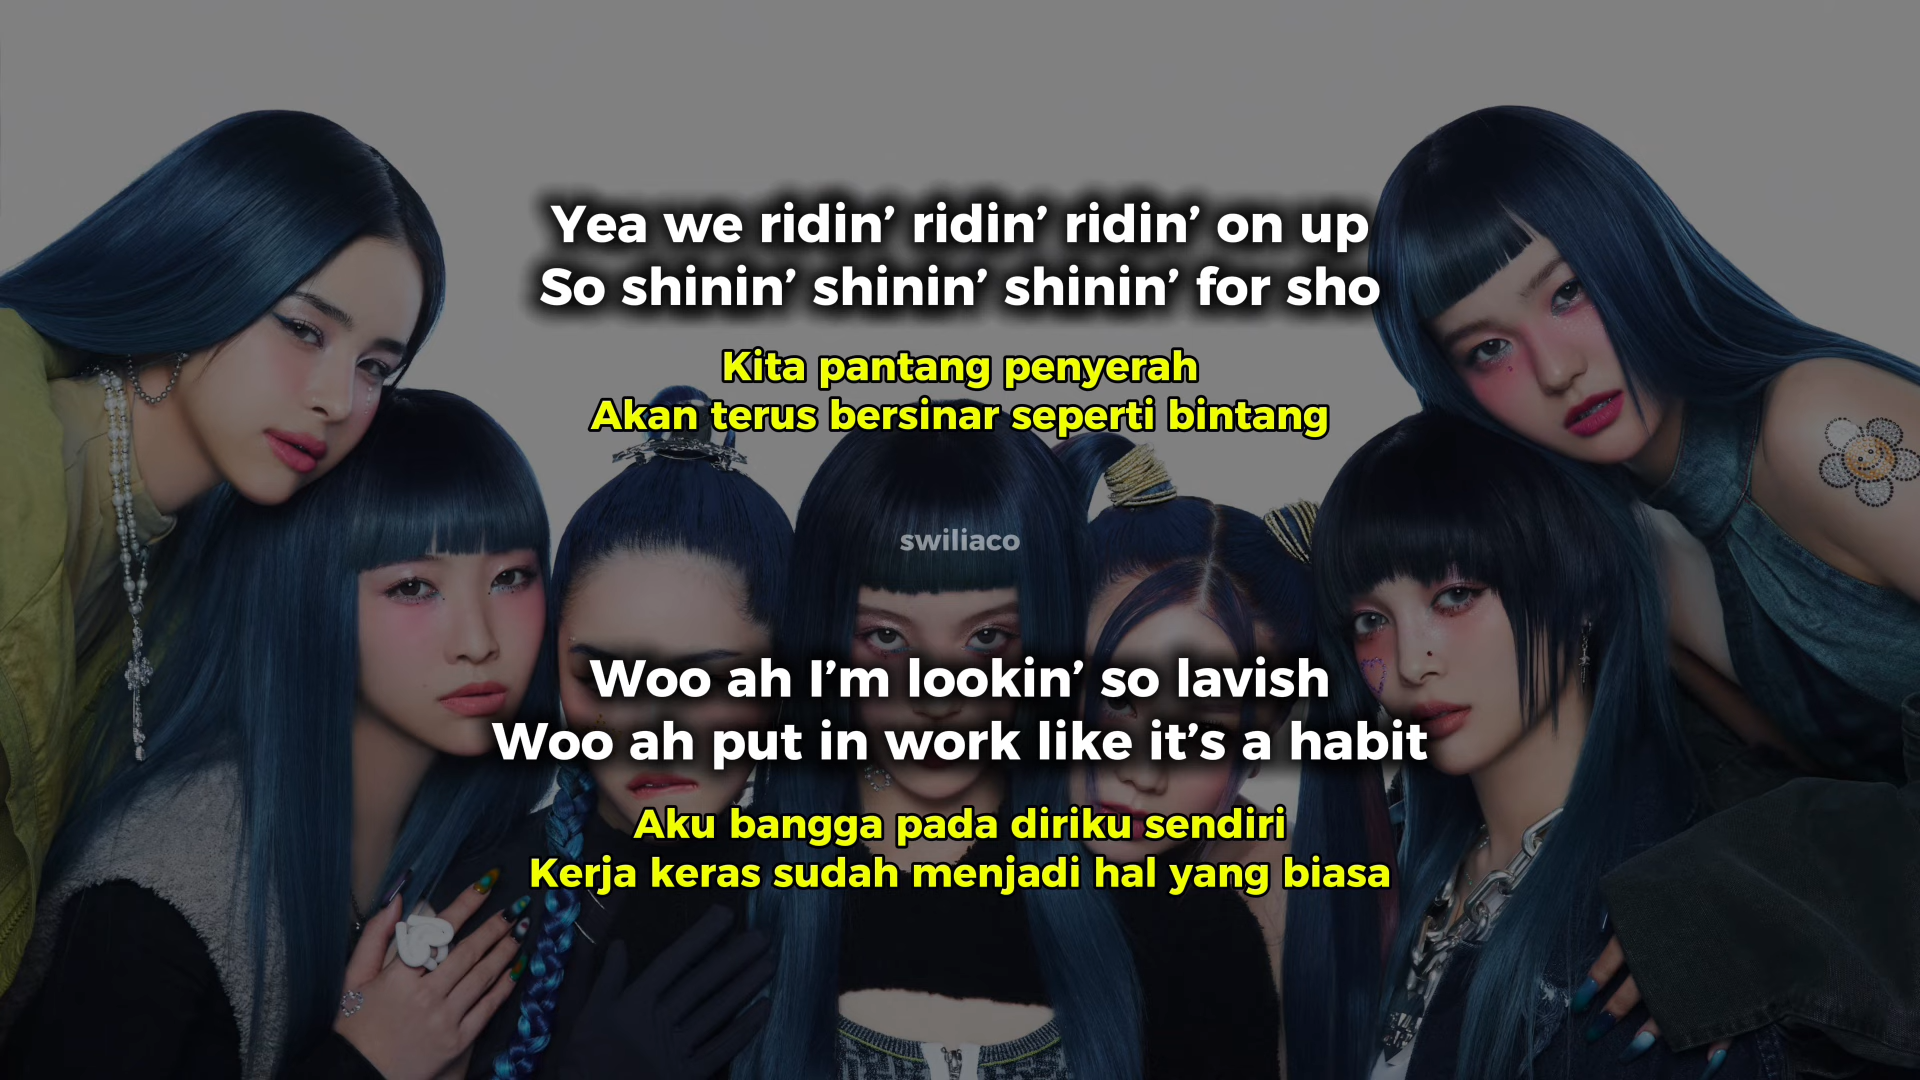 Yea we ridin’ ridin’ ridin’ on up
So shinin’ shinin’ shinin’ for sho
Kita pantang penyerah
Akan terus bersinar seperti bintang
swiliaco
Woo ah I’m lookin’ so lavish
Woo ah put in work like it’s a habit
Aku bangga pada diriku sendiri
Kerja keras sudah menjadi hal yang biasa